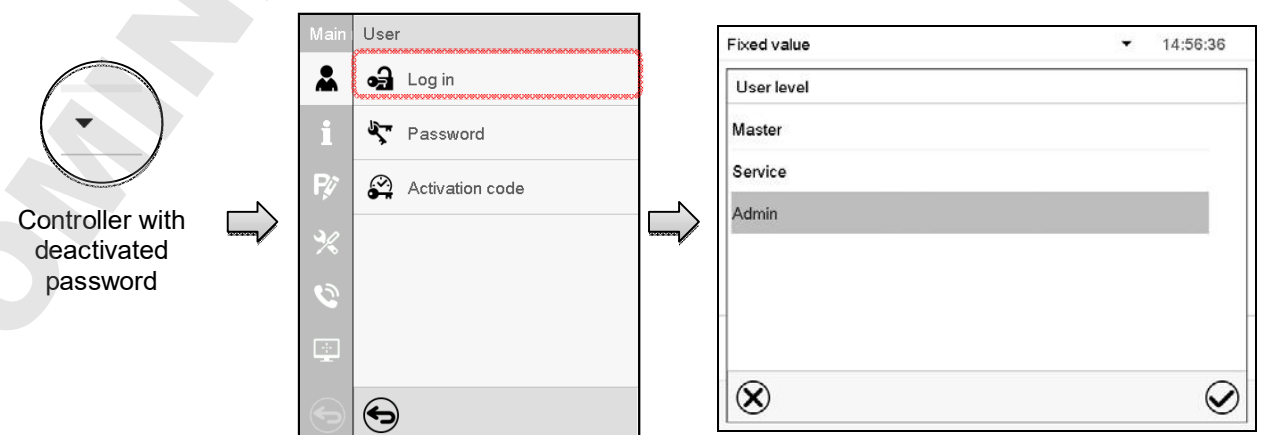 Controller with
deactivated
password
Main
User
Log in
Password
Activation code
Fixed value
14:56:36
User level
Master
Service
Admin